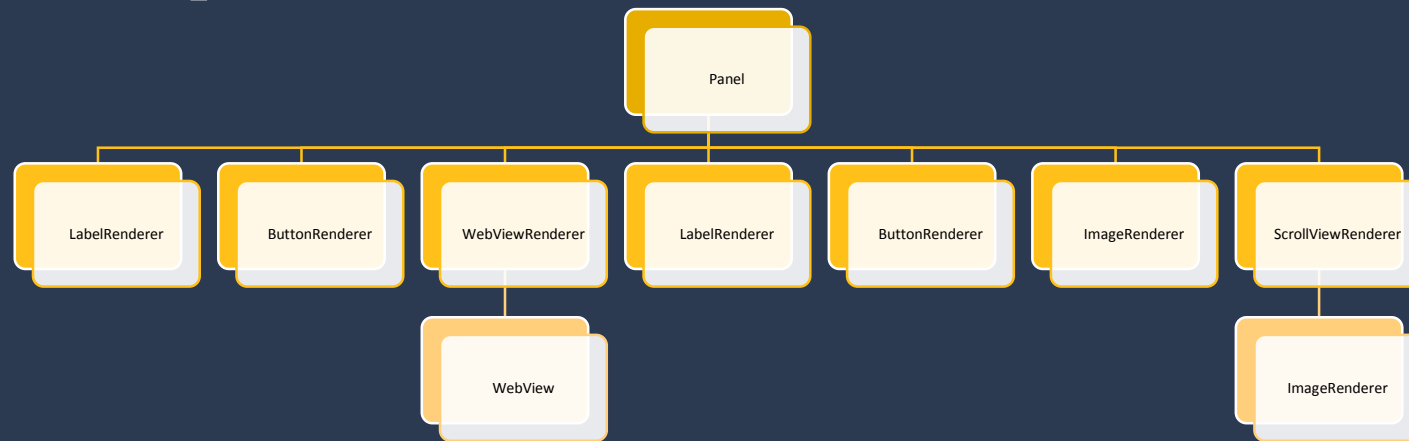 Panel
LabelRenderer
ButtonRenderer
WebViewRenderer
LabelRenderer
ButtonRenderer
ImageRenderer
ScrollViewRenderer
WebView
ImageRenderer